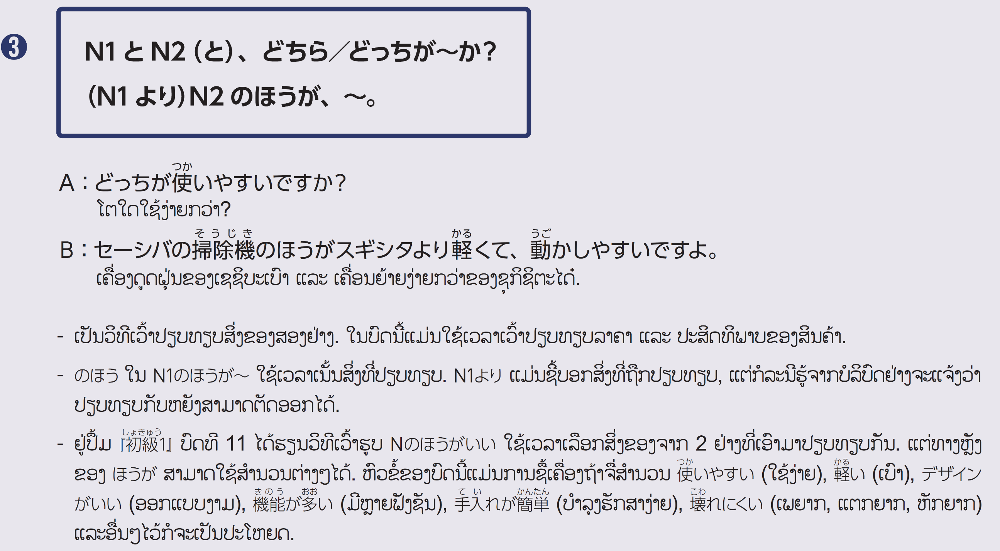 3
N1 と N2 (と)、どちら／どっちが～か？
(N1 より) N2 のほうが、～。
つか
A：どっちが使いやすいですか？
ໂຕໃດໃຊ້ງ່າຍກວ່າ?
そうじき かる うご
B：セーシバの掃除機のほうがスギシタより軽くて、動かしやすいですよ。
ເຄື່ອງດູດຝຸ່ນຂອງເຊຊິບະເບົາ ແລະ ເຄື່ອນຍ້າຍງ່າຍກວ່າຂອງຊຸກິຊິຕະໄດ໋.
- ເປັນວິທີເວົ້າປຽບທຽບສິ່ງຂອງສອງຢ່າງ. ໃນບົດນີ້ແມ່ນໃຊ້ເວລາເວົ້າປຽບທຽບລາຄາ ແລະ ປະສິດທິພາບຂອງສິນຄ້າ.
- のほう ໃນ N1のほうが～ ໃຊ້ເວລາເນັ້ນສິ່ງທີ່ປຽບທຽບ. N1より ແມ່ນຊີ້ບອກສິ່ງທີ່ຖືກປຽບທຽບ, ແຕ່ກໍລະນີຮູ້ຈາກບໍລິບົດຢ່າງຈະແຈ້ງວ່າ
ປຽບທຽບກັບຫຍັງສາມາດຕັດອອກໄດ້.
しょきゅう
- ຢູ່ປຶ້ມ 『初級1』 ບົດທີ 11 ໄດ້ຮຽນວິທີເວົ້າຮູບ Nのほうがいい ໃຊ້ເວລາເລືອກສິ່ງຂອງຈາກ 2 ຢ່າງທີ່ເອົາມາປຽບທຽບກັນ. ແຕ່ທາງຫຼັງ
つか かる
ຂອງ ほうが ສາມາດໃຊ້ສຳນວນຕ່າງໆໄດ້. ຫົວຂໍ້ຂອງບົດນີ້ແມ່ນການຊື້ເຄື່ອງຖ້າຈື່ສຳນວນ 使いやすい (ໃຊ້ງ່າຍ), 軽い (ເບົາ), デザイン
きのう おお て い かんたん こわ
がいい (ອອກແບບງາມ), 機能が多い (ມີຫຼາຍຟັງຊັນ), 手入れが簡単 (ບຳລຸງຮັກສາງ່າຍ), 壊れにくい (ເພຍາກ, ແຕກຍາກ, ຫັກຍາກ)
ແລະອື່ນໆໄວ້ກໍຈະເປັນປະໂຫຍດ.